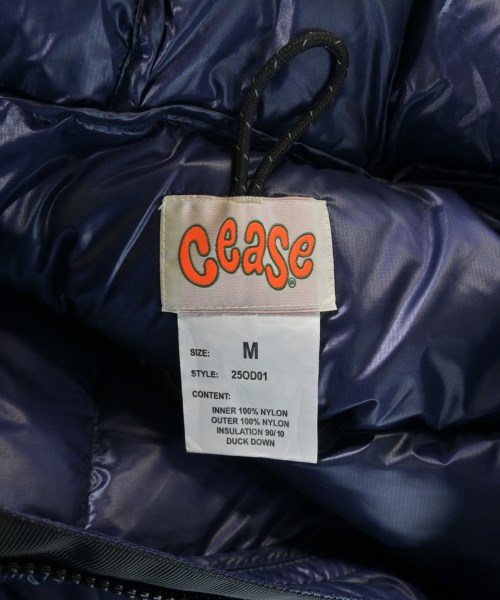 Cease®
SIZE: M
STYLE: 25OD01
CONTENT:
INNER 100% NYLON
OUTER 100% NYLON
INSULATION 90/10
DUCK DOWN